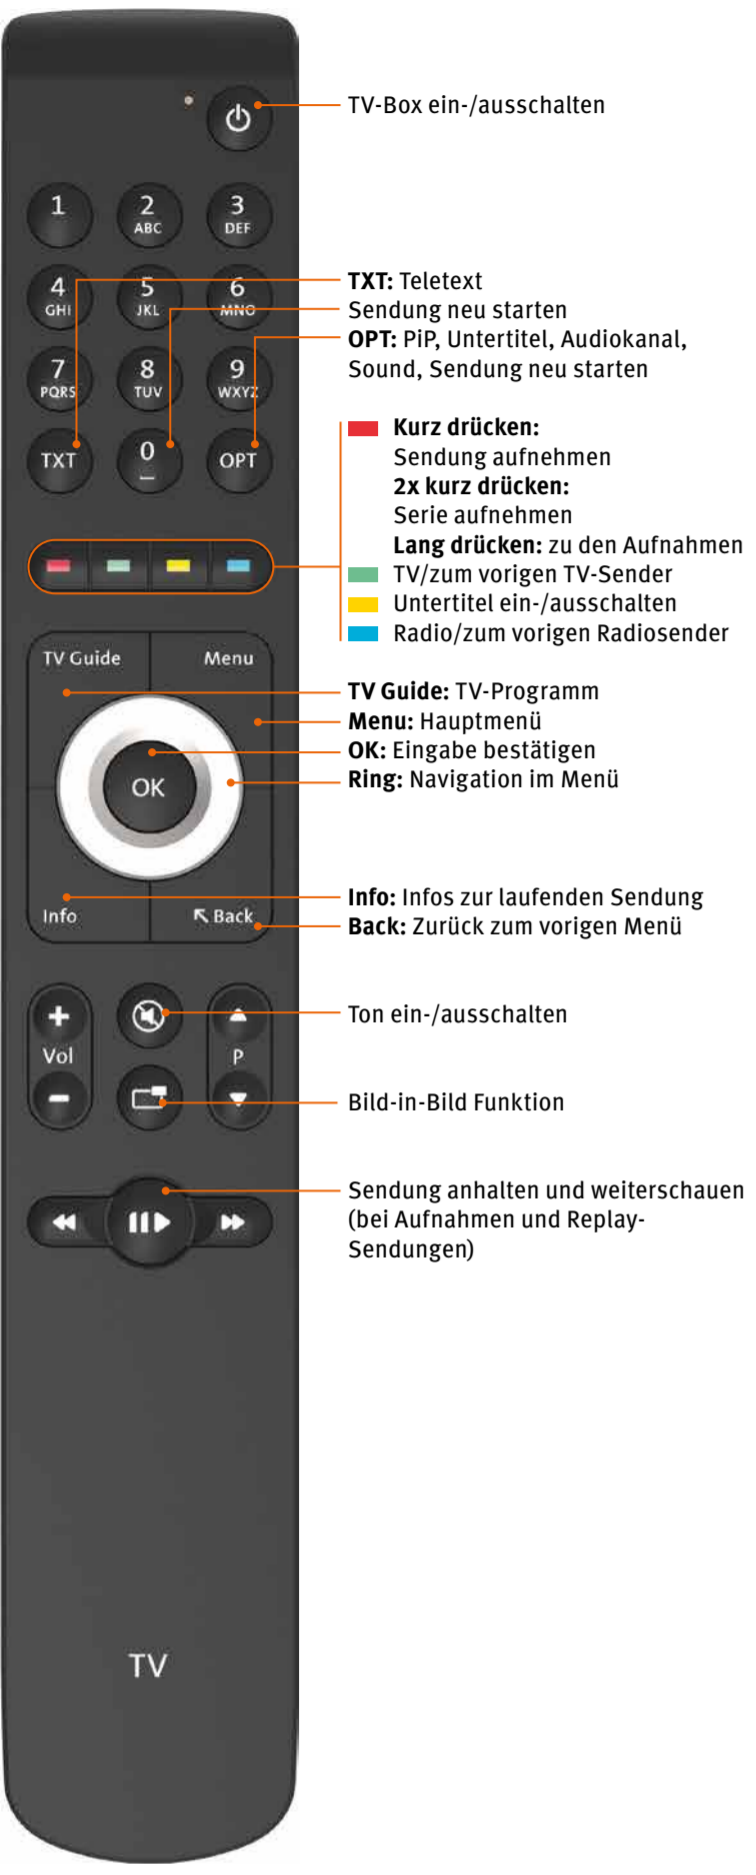 TV-Box ein-/ausschalten
1
2
3
ABC
DEF
TXT: Teletext
4
5
6
GHI
JKL
MNO
Sendung neu starten
OPT: PiP, Untertitel, Audiokanal,
Sound, Sendung neu starten
7
8
9
PQRS
TUV
WXYZ
TXT
0
OPT
Kurz drücken:
Sendung aufnehmen
2x kurz drücken:
Serie aufnehmen
Lang drücken: zu den Aufnahmen
TV/zum vorigen TV-Sender
Untertitel ein-/ausschalten
Radio/zum vorigen Radiosender
TV Guide
Menu
TV Guide: TV-Programm
Menu: Hauptmenü
OK: Eingabe bestätigen
Ring: Navigation im Menü
OK
Info: Infos zur laufenden Sendung
Back: Zurück zum vorigen Menü
Info
Back
Ton ein-/ausschalten
Vol
P
Bild-in-Bild Funktion
Sendung anhalten und weiterschauen
(bei Aufnahmen und Replay-
Sendungen)
TV